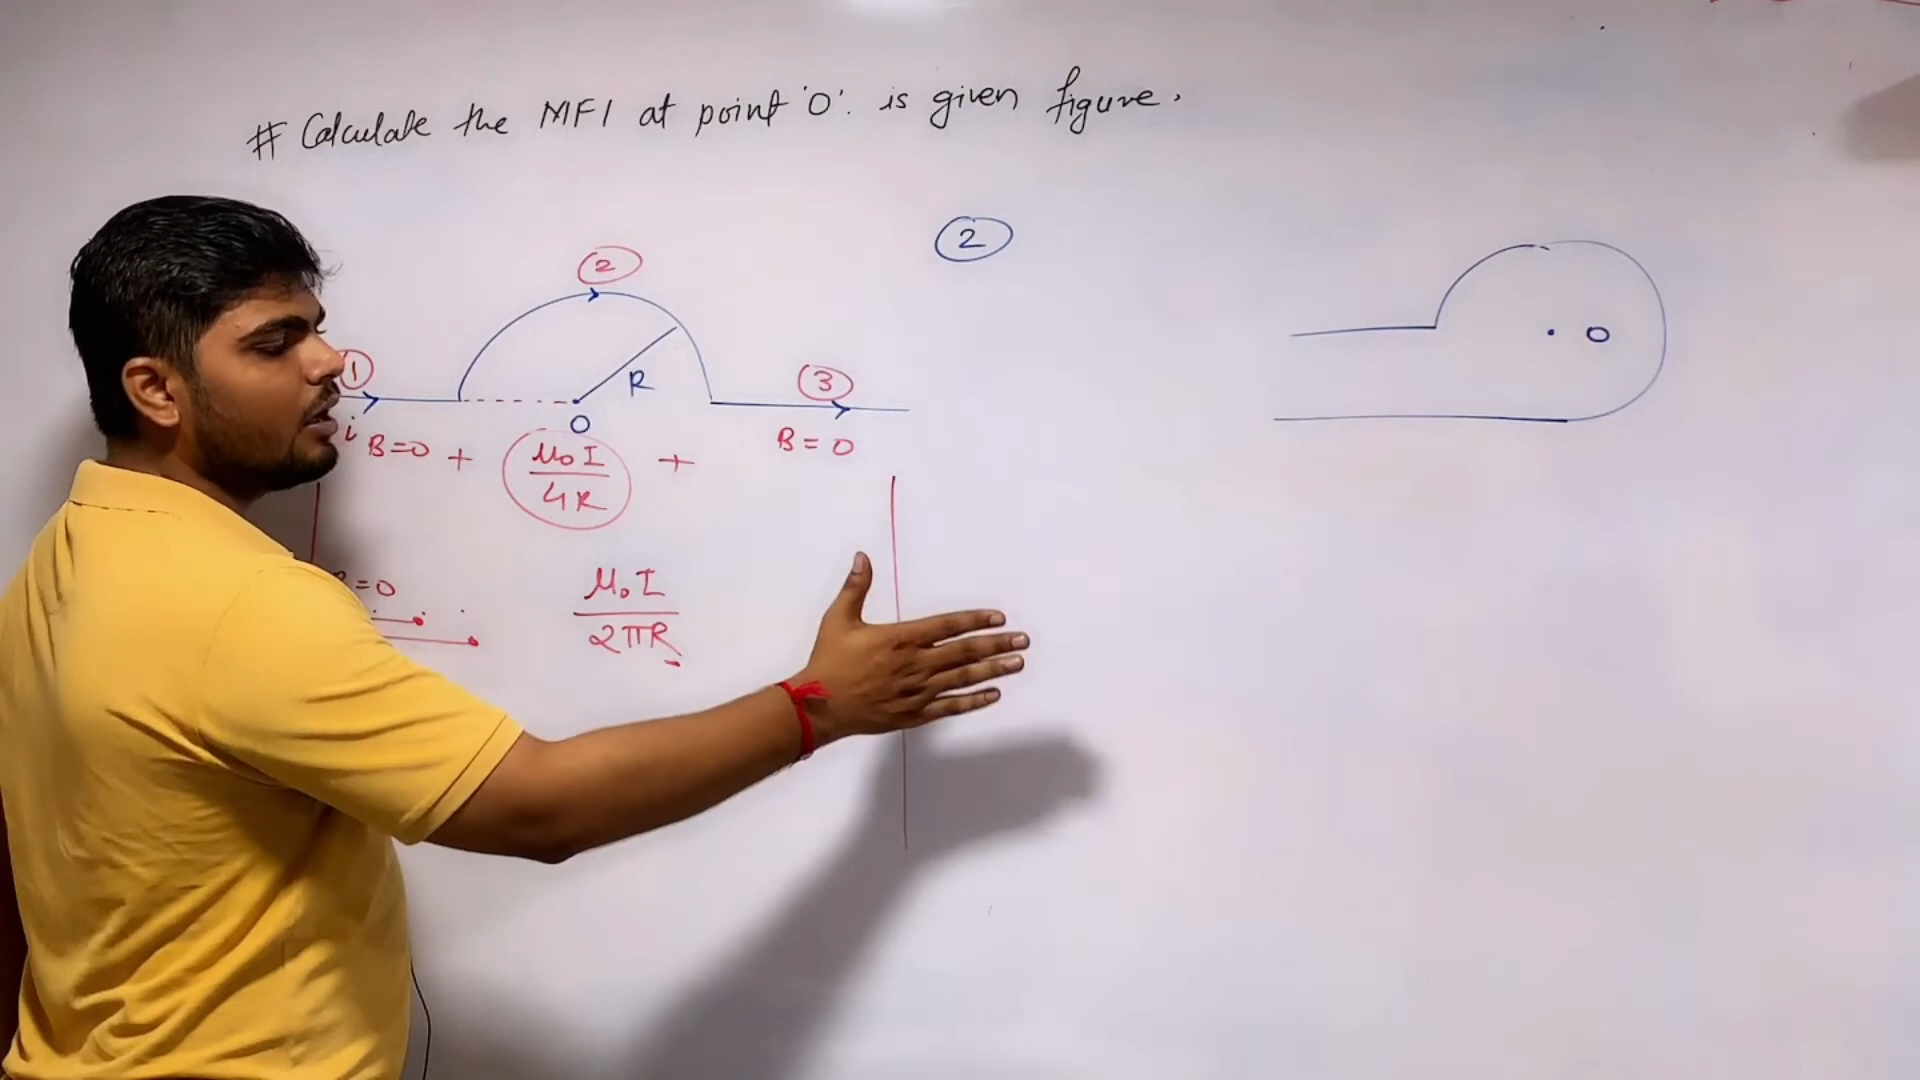 # Calculate the MFI at point 'O'. is given figure.
2
2
1
R
3
O
O
i
B=0 + μ₀I/4R + B=0
=0
μ₀I/2πR